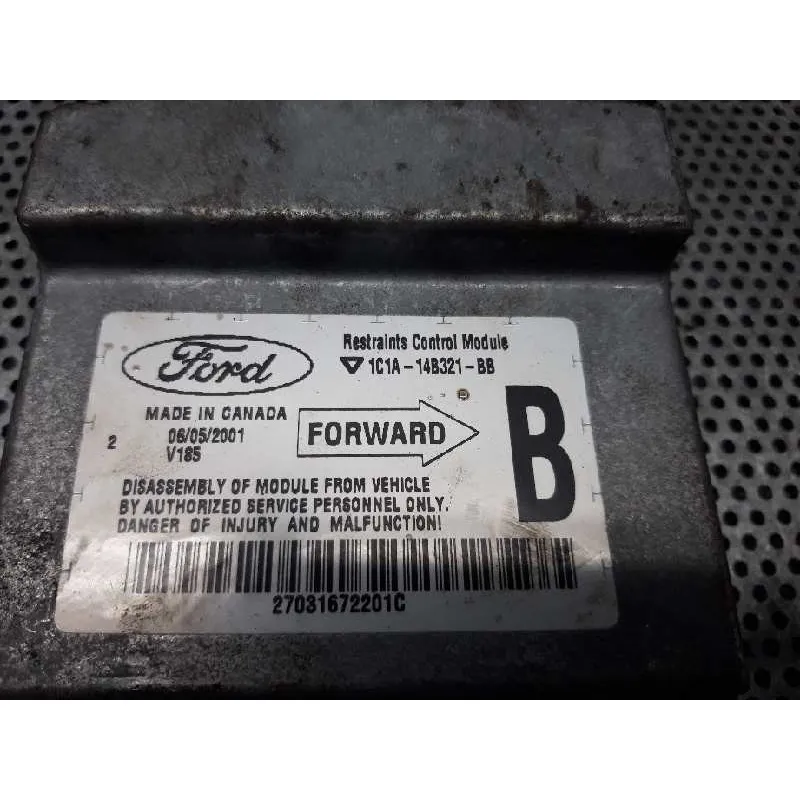 Ford
Restraints Control Module
1C1A-14B321-BB
MADE IN CANADA
2 06/05/2001
V185
FORWARD
B
DISASSEMBLY OF MODULE FROM VEHICLE
BY AUTHORIZED SERVICE PERSONNEL ONLY.
DANGER OF INJURY AND MALFUNCTION!
27031672201C